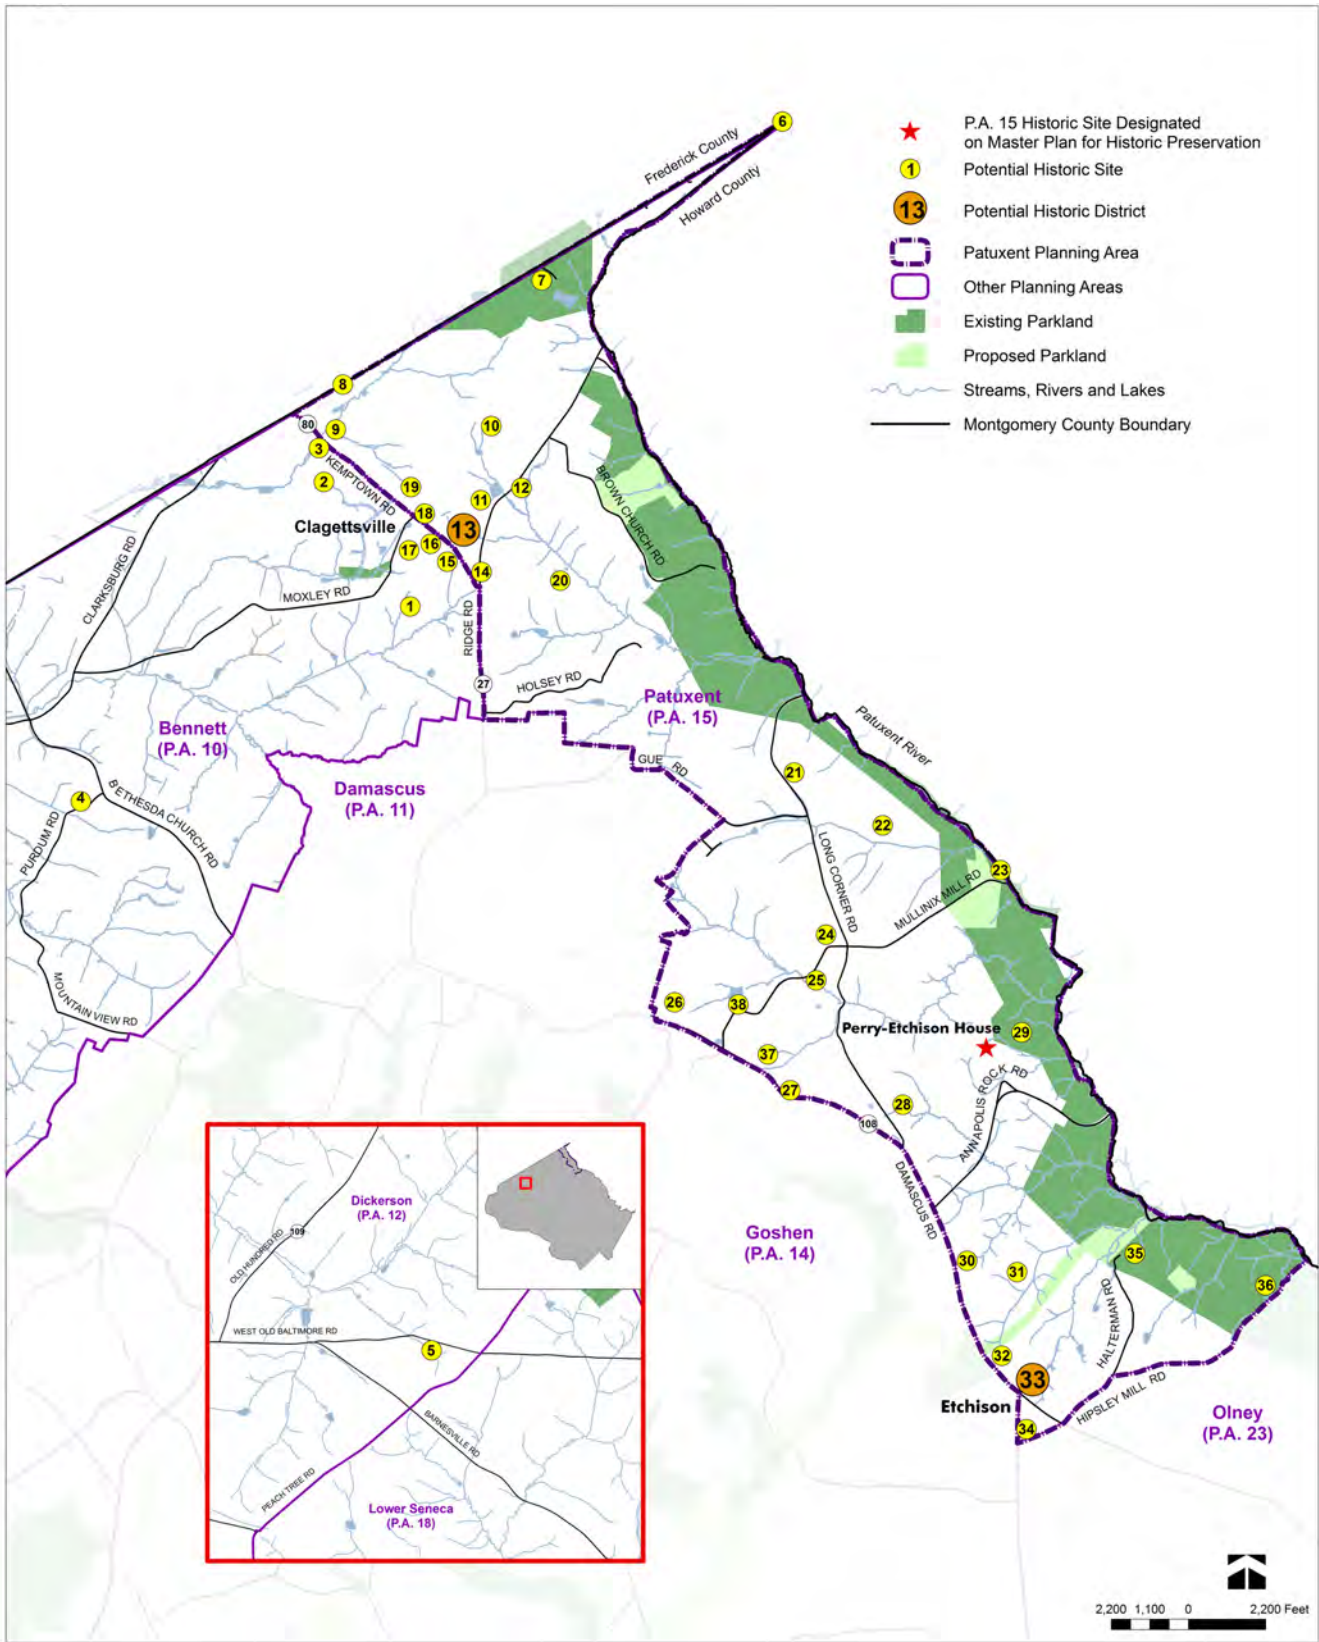 6
Frederick County
Howard County
P.A. 15 Historic Site Designated
on Master Plan for Historic Preservation
1
Potential Historic Site
13
Potential Historic District
Patuxent Planning Area
Other Planning Areas
Existing Parkland
Proposed Parkland
Streams, Rivers and Lakes
Montgomery County Boundary
7
8
80
9
10
3
KEMPTOWN RD
2
19
11
12
BROWN CHURCH RD
18
13
Clagettsville
16
17
15
14
20
CLARKSBURG RD
MOXLEY RD
1
RIDGE RD
27
HOLSEY RD
Patuxent
(P.A. 15)
Patuxent River
Bennett
(P.A. 10)
Damascus
(P.A. 11)
GUE RD
21
4
PURDUM RD
BETHESDA CHURCH RD
22
LONG CORNER RD
23
MULLINIX MILL RD
24
25
MOUNTAIN VIEW RD
26
38
Perry-Etchison House
29
37
27
28
ANNAPOLIS ROCK RD
108
DAMASCUS RD
Goshen
(P.A. 14)
30
31
35
36
HALTERMAN RD
32
33
Etchison
HIPSLEY MILL RD
34
Olney
(P.A. 23)
Dickerson
(P.A. 12)
109
OLD HUNDRED RD
WEST OLD BALTIMORE RD
5
BARNESVILLE RD
PEACH TREE RD
Lower Seneca
(P.A. 18)
2,200 1,100 0 2,200 Feet